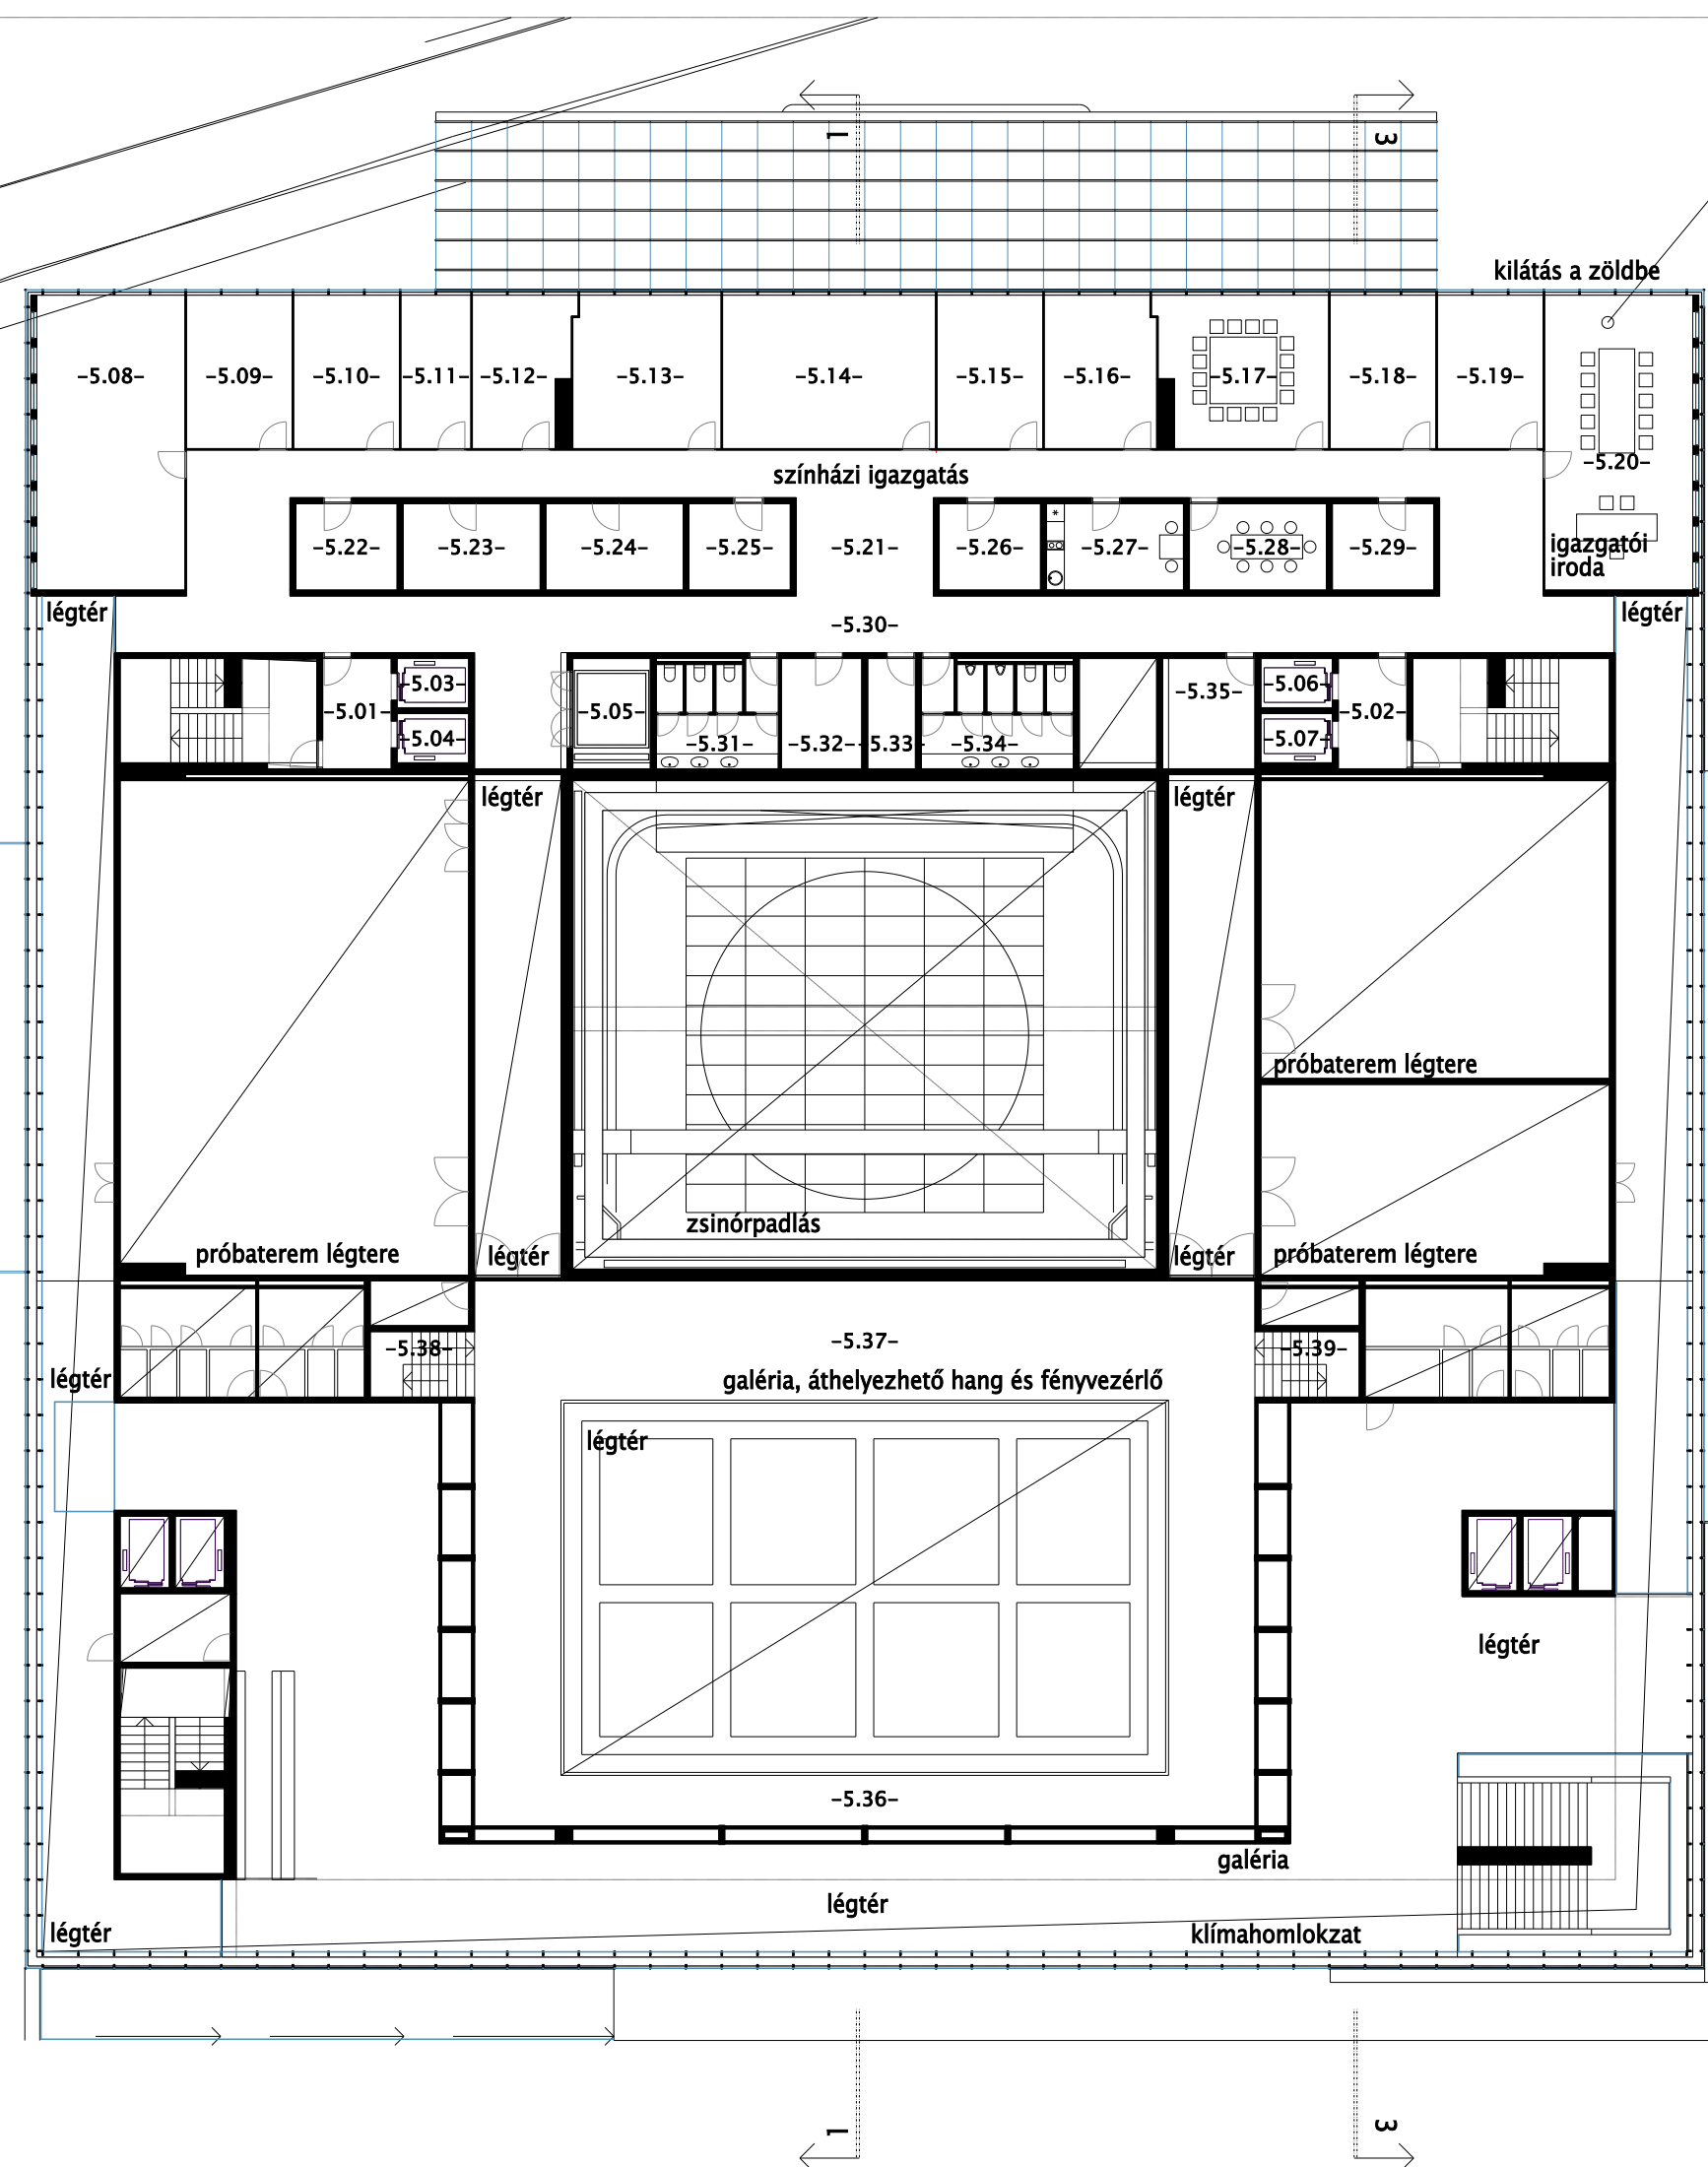 1
3
kilátás a zöldbe
-5.08-
-5.09-
-5.10-
-5.11-
-5.12-
-5.13-
-5.14-
-5.15-
-5.16-
-5.17-
-5.18-
-5.19-
-5.20-
színházi igazgatás
-5.22-
-5.23-
-5.24-
-5.25-
-5.21-
-5.26-
-5.27-
-5.28-
-5.29-
igazgatói
iroda
légtér
légtér
-5.30-
-5.01-
-5.03-
-5.04-
-5.05-
-5.31-
-5.32-
-5.33-
-5.34-
-5.35-
-5.06-
-5.07-
-5.02-
légtér
légtér
próbaterem légtere
zsinórpadlás
próbaterem légtere
légtér
légtér
próbaterem légtere
-5.38-
-5.37-
-5.39-
légtér
galéria, áthelyezhető hang és fényvezérlő
légtér
légtér
-5.36-
galéria
légtér
légtér
klímahomlokzat
1
3